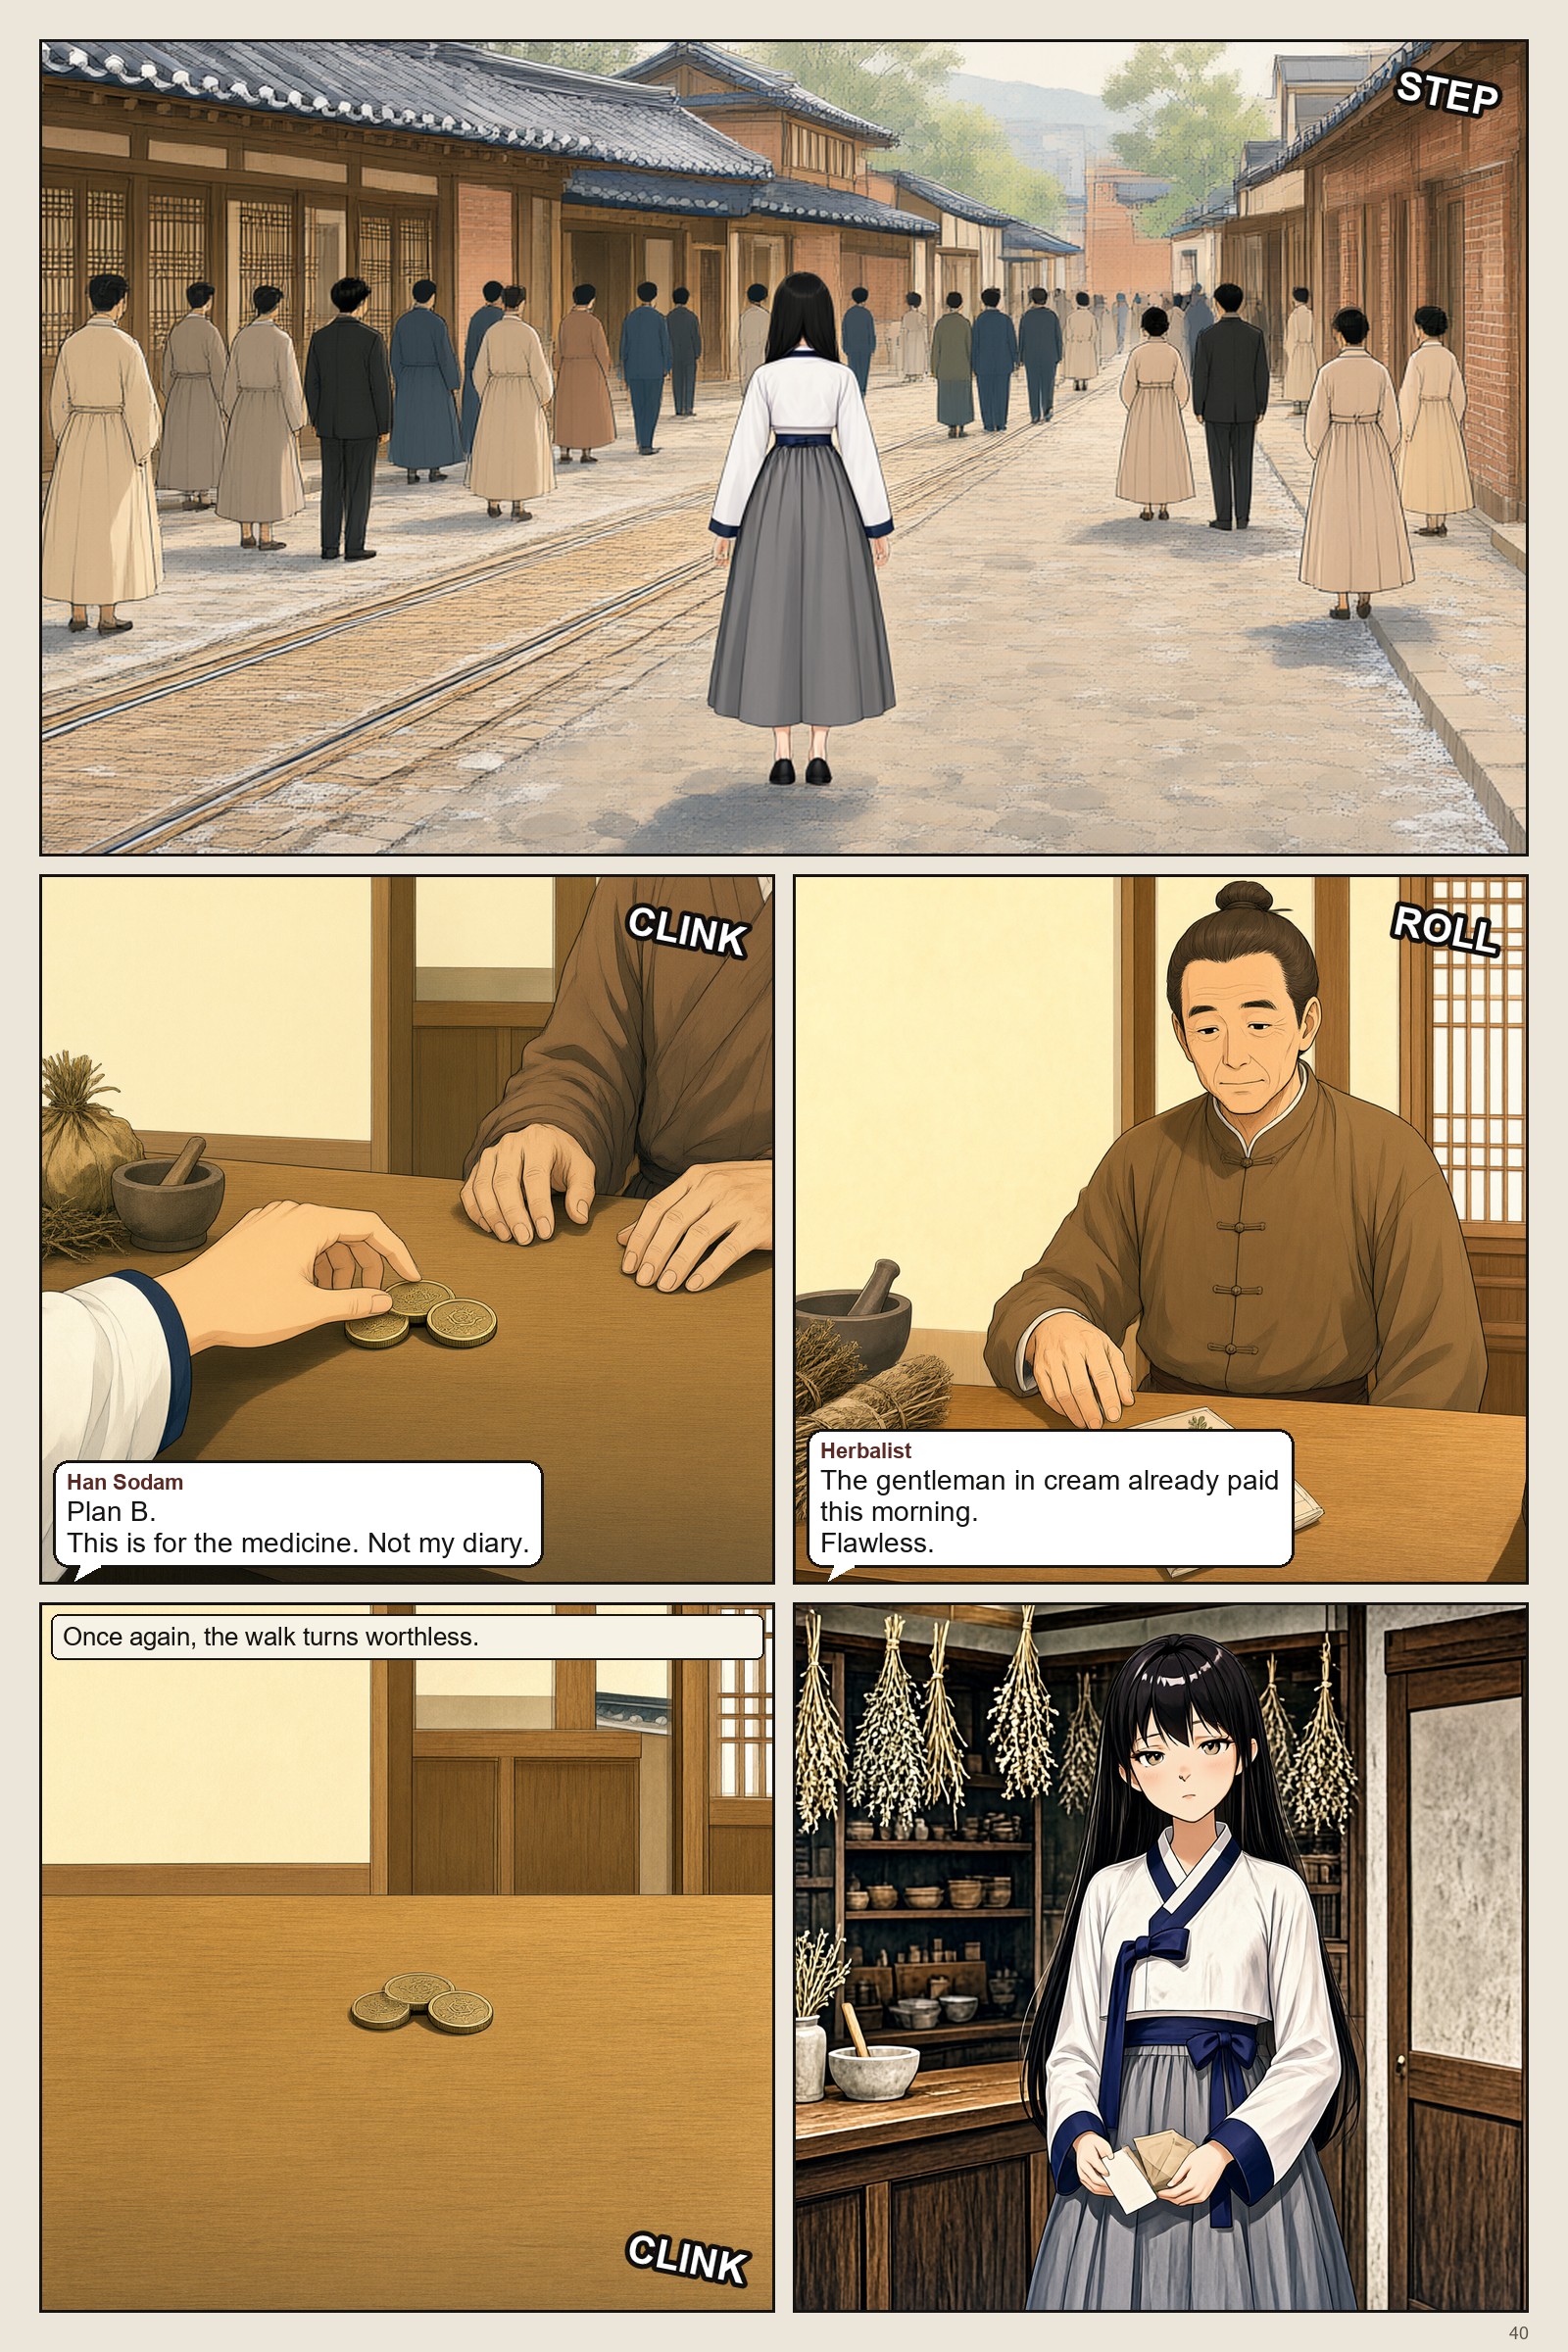 STEP
CLINK
Han Sodam
Plan B.
This is for the medicine. Not my diary.
ROLL
Herbalist
The gentleman in cream already paid
this morning.
Flawless.
Once again, the walk turns worthless.
CLINK
40